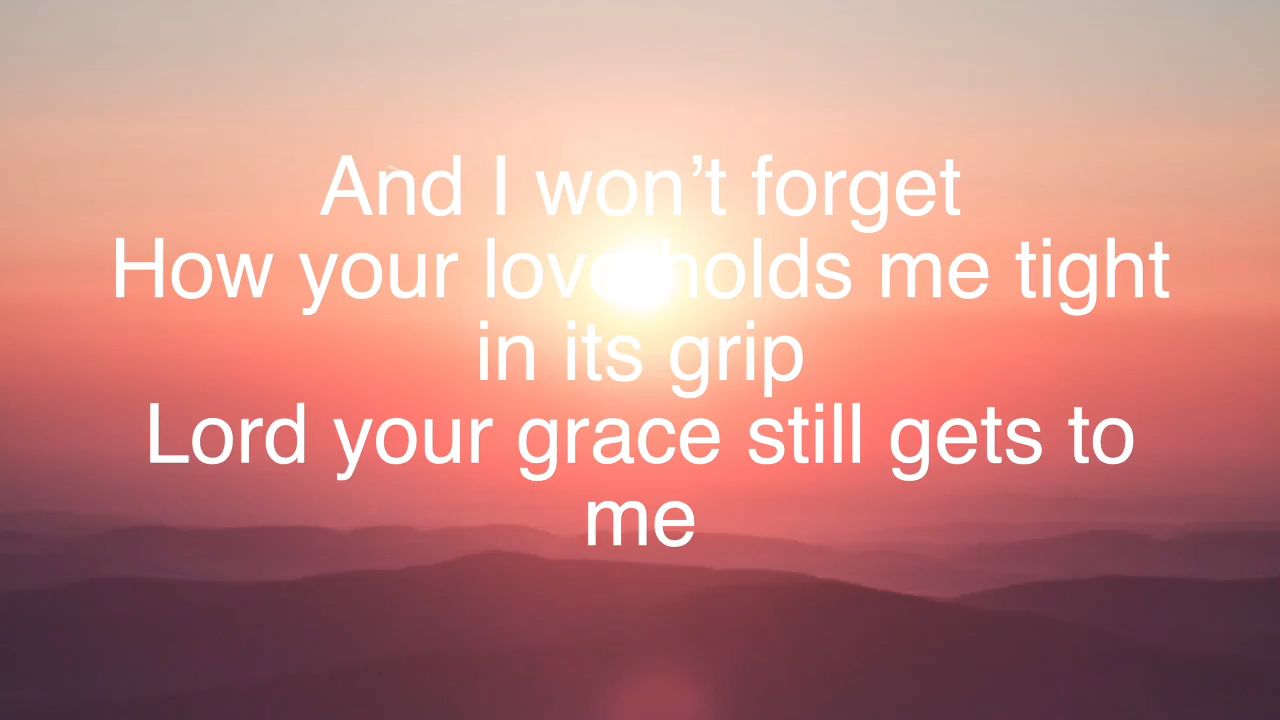 And I won’t forget
How your love holds me tight
in its grip
Lord your grace still gets to
me